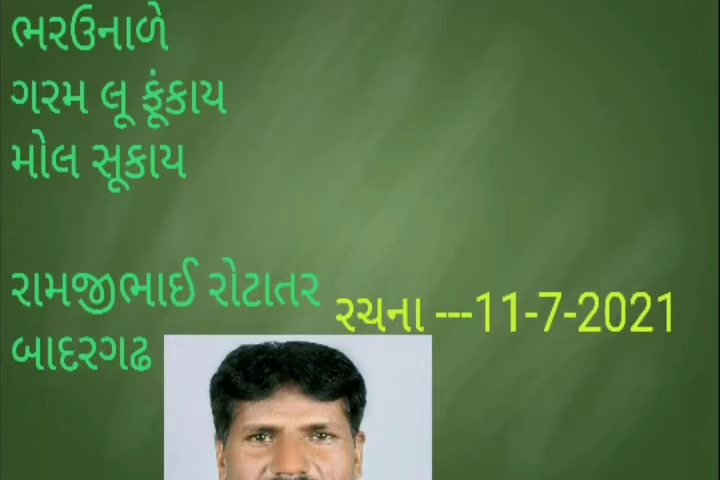 ભરઉનાળે
ગરમ લૂ ફૂંકાય
મોલ સૂકાય
રામજીભાઈ રોટાતર
બાદરગઢ
રચના ---11-7-2021